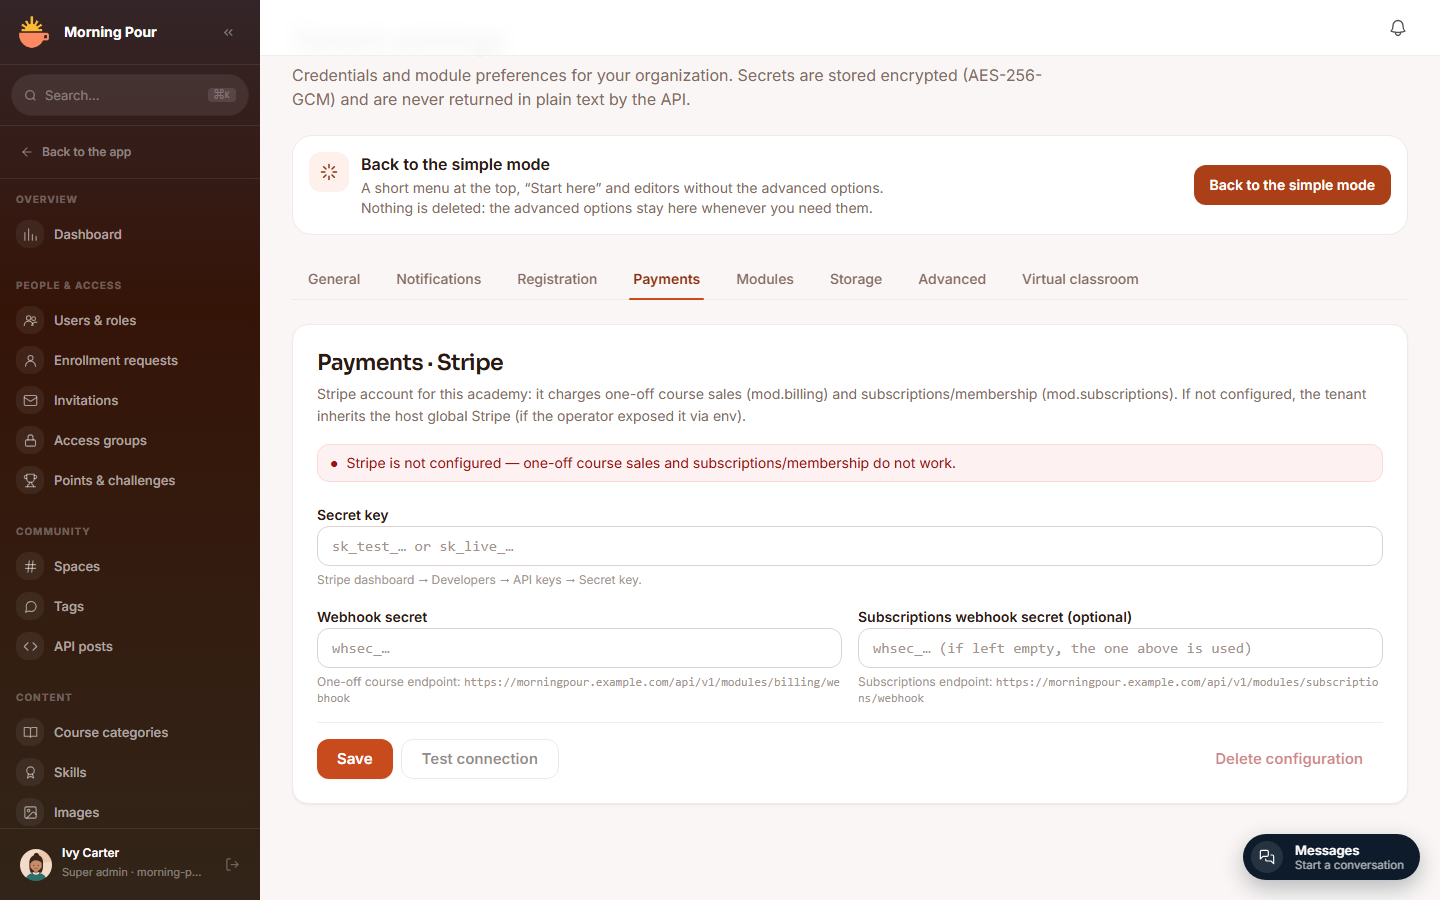 Morning Pour
Search...
⌘K
Back to the app
OVERVIEW
Dashboard
PEOPLE & ACCESS
Users & roles
Enrollment requests
Invitations
Access groups
Points & challenges
COMMUNITY
Spaces
Tags
API posts
CONTENT
Course categories
Skills
Images
Ivy Carter
Super admin · morning-p...
Credentials and module preferences for your organization. Secrets are stored encrypted (AES-256-
GCM) and are never returned in plain text by the API.
Back to the simple mode
A short menu at the top, “Start here” and editors without the advanced options.
Nothing is deleted: the advanced options stay here whenever you need them.
Back to the simple mode
General
Notifications
Registration
Payments
Modules
Storage
Advanced
Virtual classroom
Payments · Stripe
Stripe account for this academy: it charges one-off course sales (mod.billing) and subscriptions/membership (mod.subscriptions). If not configured, the tenant
inherits the host global Stripe (if the operator exposed it via env).
Stripe is not configured — one-off course sales and subscriptions/membership do not work.
Secret key
sk_test_… or sk_live_…
Stripe dashboard → Developers → API keys → Secret key.
Webhook secret
whsec_…
One-off course endpoint: https://morningpour.example.com/api/v1/modules/billing/we
bhook
Subscriptions webhook secret (optional)
whsec_… (if left empty, the one above is used)
Subscriptions endpoint: https://morningpour.example.com/api/v1/modules/subscriptio
ns/webhook
Save
Test connection
Delete configuration
Messages
Start a conversation